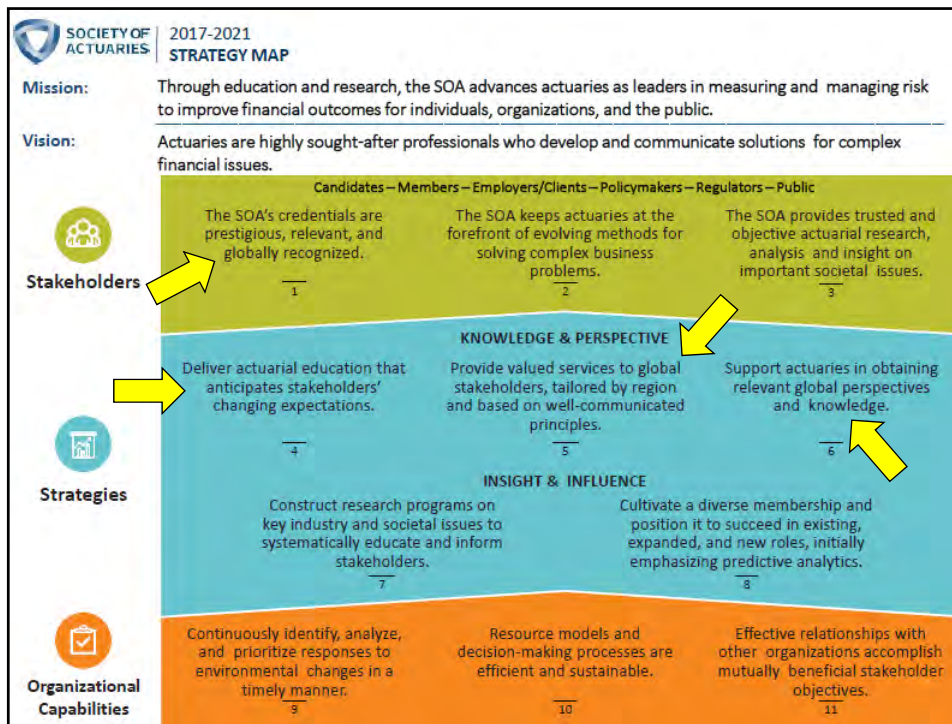 SOCIETY OF
ACTUARIES
2017-2021
STRATEGY MAP
Mission:
Through education and research, the SOA advances actuaries as leaders in measuring and managing risk
to improve financial outcomes for individuals, organizations, and the public.
Vision:
Actuaries are highly sought-after professionals who develop and communicate solutions for complex
financial issues.
Candidates – Members – Employers/Clients – Policymakers – Regulators – Public
Stakeholders
The SOA's credentials are
prestigious, relevant, and
globally recognized.
1
The SOA keeps actuaries at the
forefront of evolving methods for
solving complex business
problems.
2
The SOA provides trusted and
objective actuarial research,
analysis and insight on
important societal issues.
3
Strategies
KNOWLEDGE & PERSPECTIVE
Deliver actuarial education that
anticipates stakeholders'
changing expectations.
4
Provide valued services to global
stakeholders, tailored by region
and based on well-communicated
principles.
5
Support actuaries in obtaining
relevant global perspectives
and knowledge.
6
INSIGHT & INFLUENCE
Construct research programs on
key industry and societal issues to
systematically educate and inform
stakeholders.
7
Cultivate a diverse membership and
position it to succeed in existing,
expanded, and new roles, initially
emphasizing predictive analytics.
8
Organizational
Capabilities
Continuously identify, analyze,
and prioritize responses to
environmental changes in a
timely manner.
9
Resource models and
decision-making processes are
efficient and sustainable.
10
Effective relationships with
other organizations accomplish
mutually beneficial stakeholder
objectives.
11